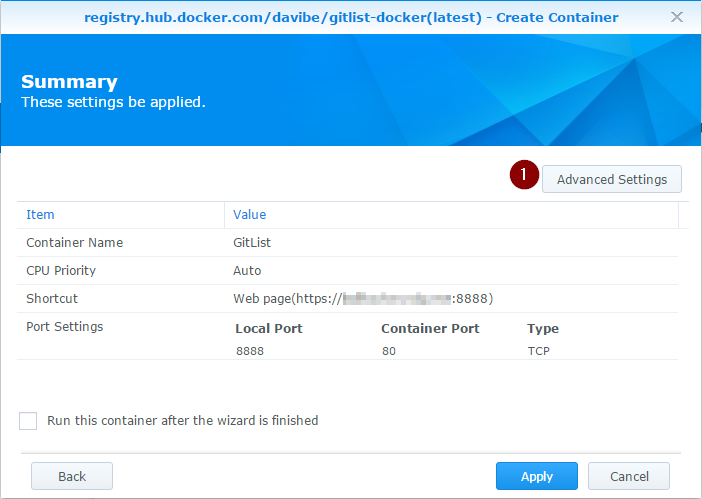 registry.hub.docker.com/davibe/gitlist-docker(latest) - Create Container
Summary
These settings be applied.
1 Advanced Settings
Item Value
Container Name GitList
CPU Priority Auto
Shortcut Web page(https:// :8888)
Port Settings Local Port Container Port Type
8888 80 TCP
Run this container after the wizard is finished
Back Apply Cancel